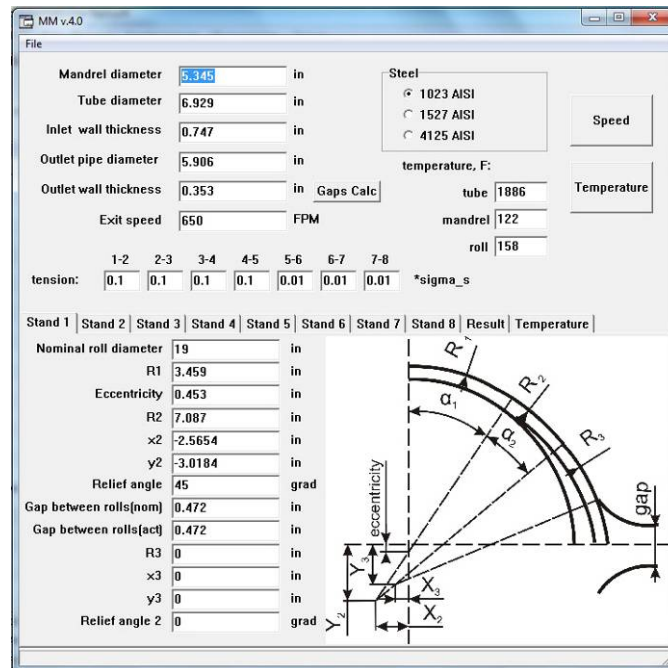 MM v.4.0
File
Mandrel diameter 5.345 in
Tube diameter 6.929 in
Inlet wall thickness 0.747 in
Outlet pipe diameter 5.906 in
Outlet wall thickness 0.353 in Gaps Calc
Exit speed 650 FPM
Steel
1023 AISI
1527 AISI
4125 AISI
temperature, F:
tube 1886
mandrel 122
roll 158
Speed
Temperature
1-2 2-3 3-4 4-5 5-6 6-7 7-8
tension: 0.1 0.1 0.1 0.1 0.01 0.01 0.01 *sigma_s
Stand 1 Stand 2 Stand 3 Stand 4 Stand 5 Stand 6 Stand 7 Stand 8 Result Temperature
Nominal roll diameter 19 in
R1 3.459 in
Eccentricity 0.453 in
R2 7.087 in
x2 -2.5654 in
y2 -3.0184 in
Relief angle 45 grad
Gap between rolls(nom) 0.472 in
Gap between rolls(act) 0.472 in
R3 0 in
x3 0 in
y3 0 in
Relief angle 2 0 grad
R1
R2
R3
α1
α2
eccentricity
gap
Y3
Y2
X3
X2